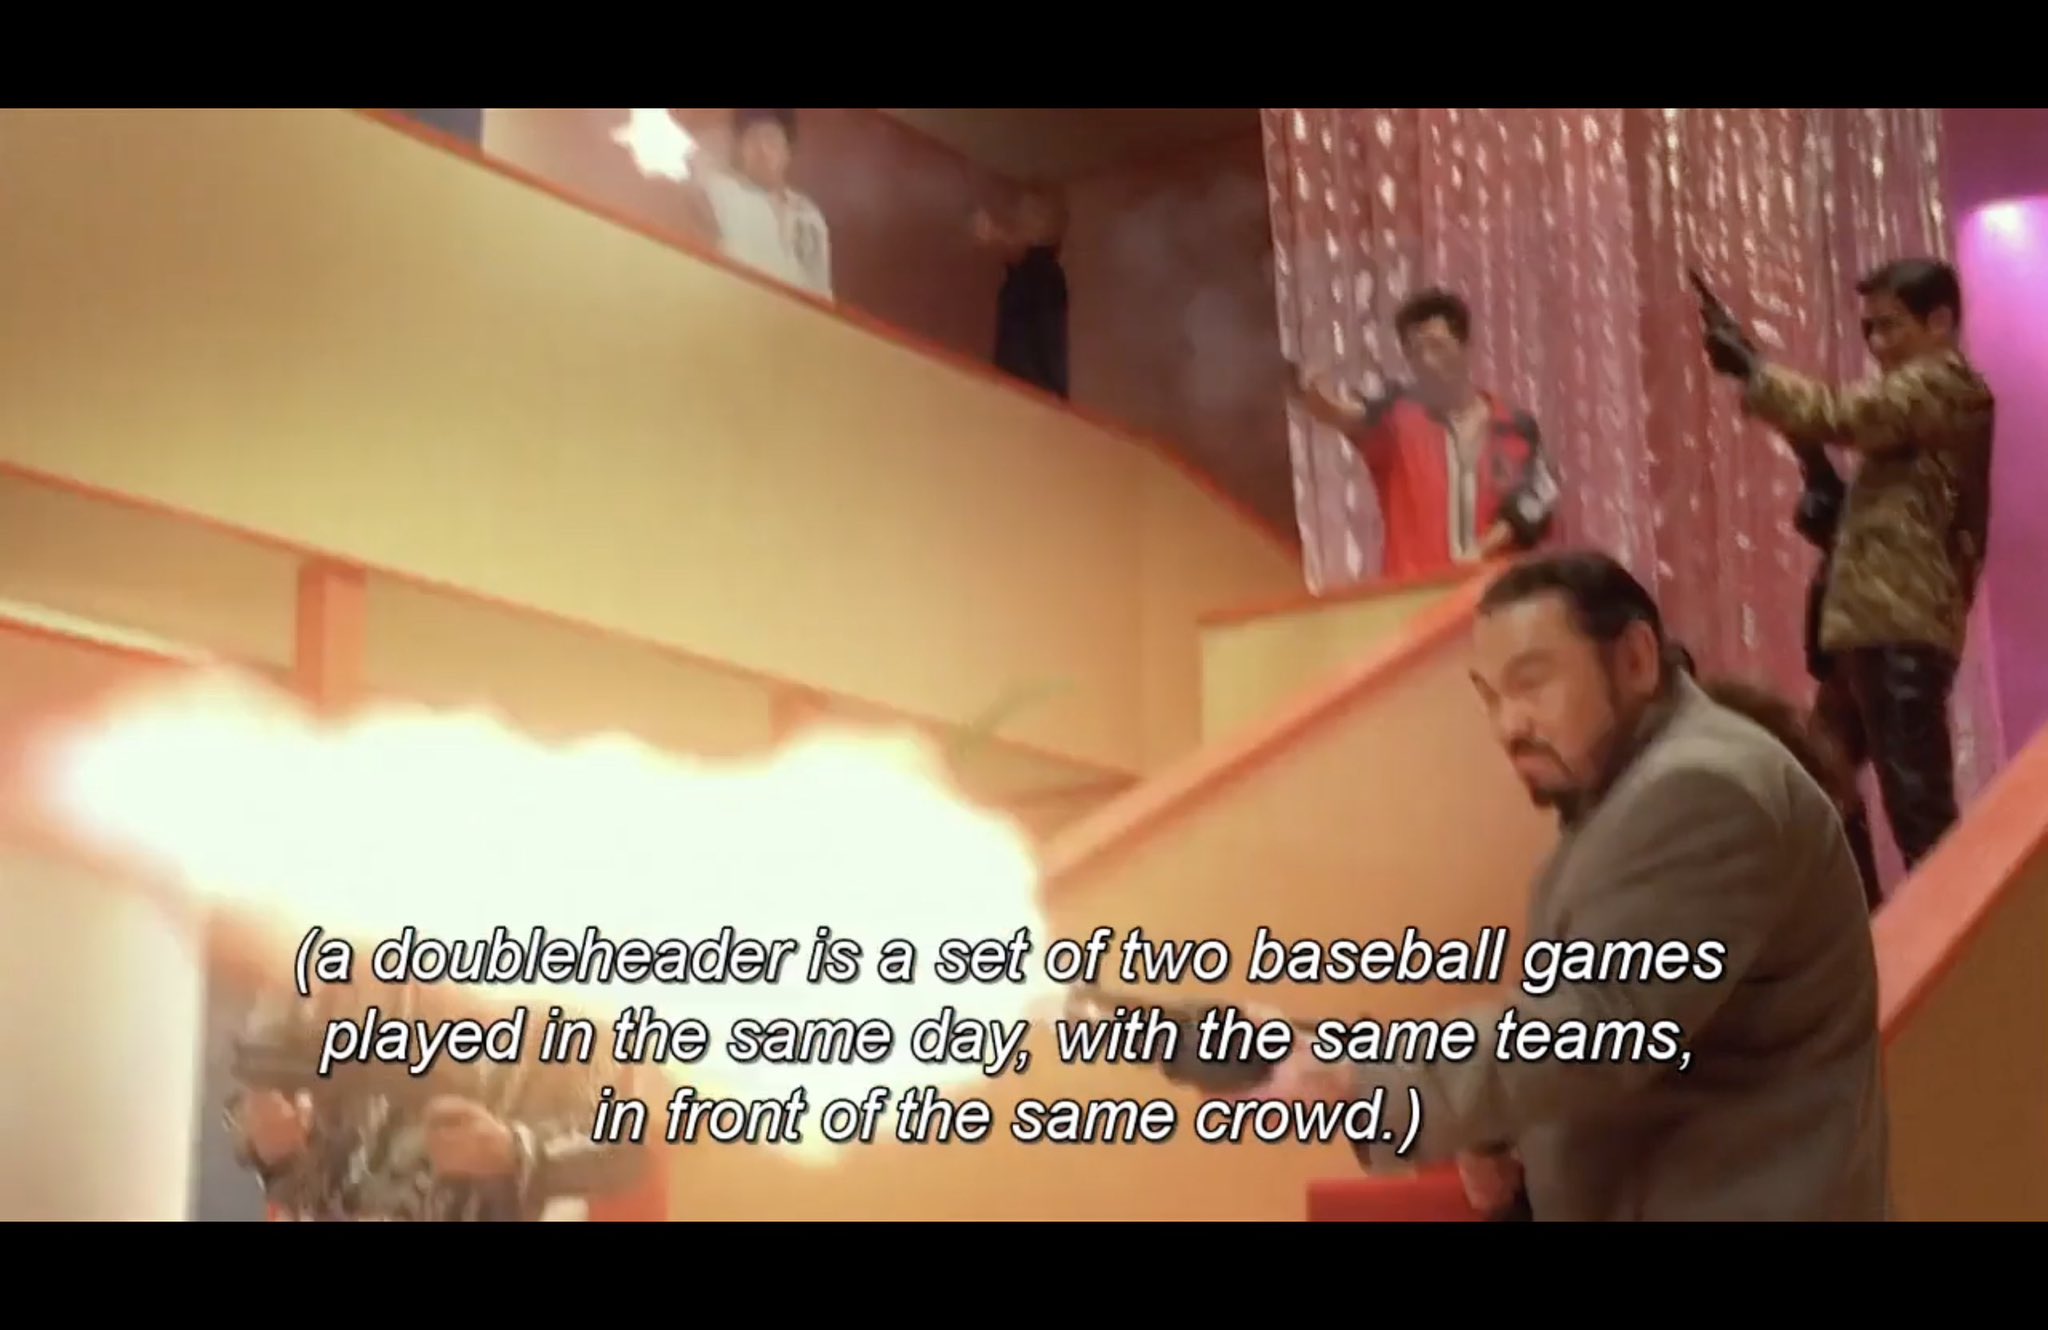 (a doubleheader is a set of two baseball games
played in the same day, with the same teams,
in front of the same crowd.)